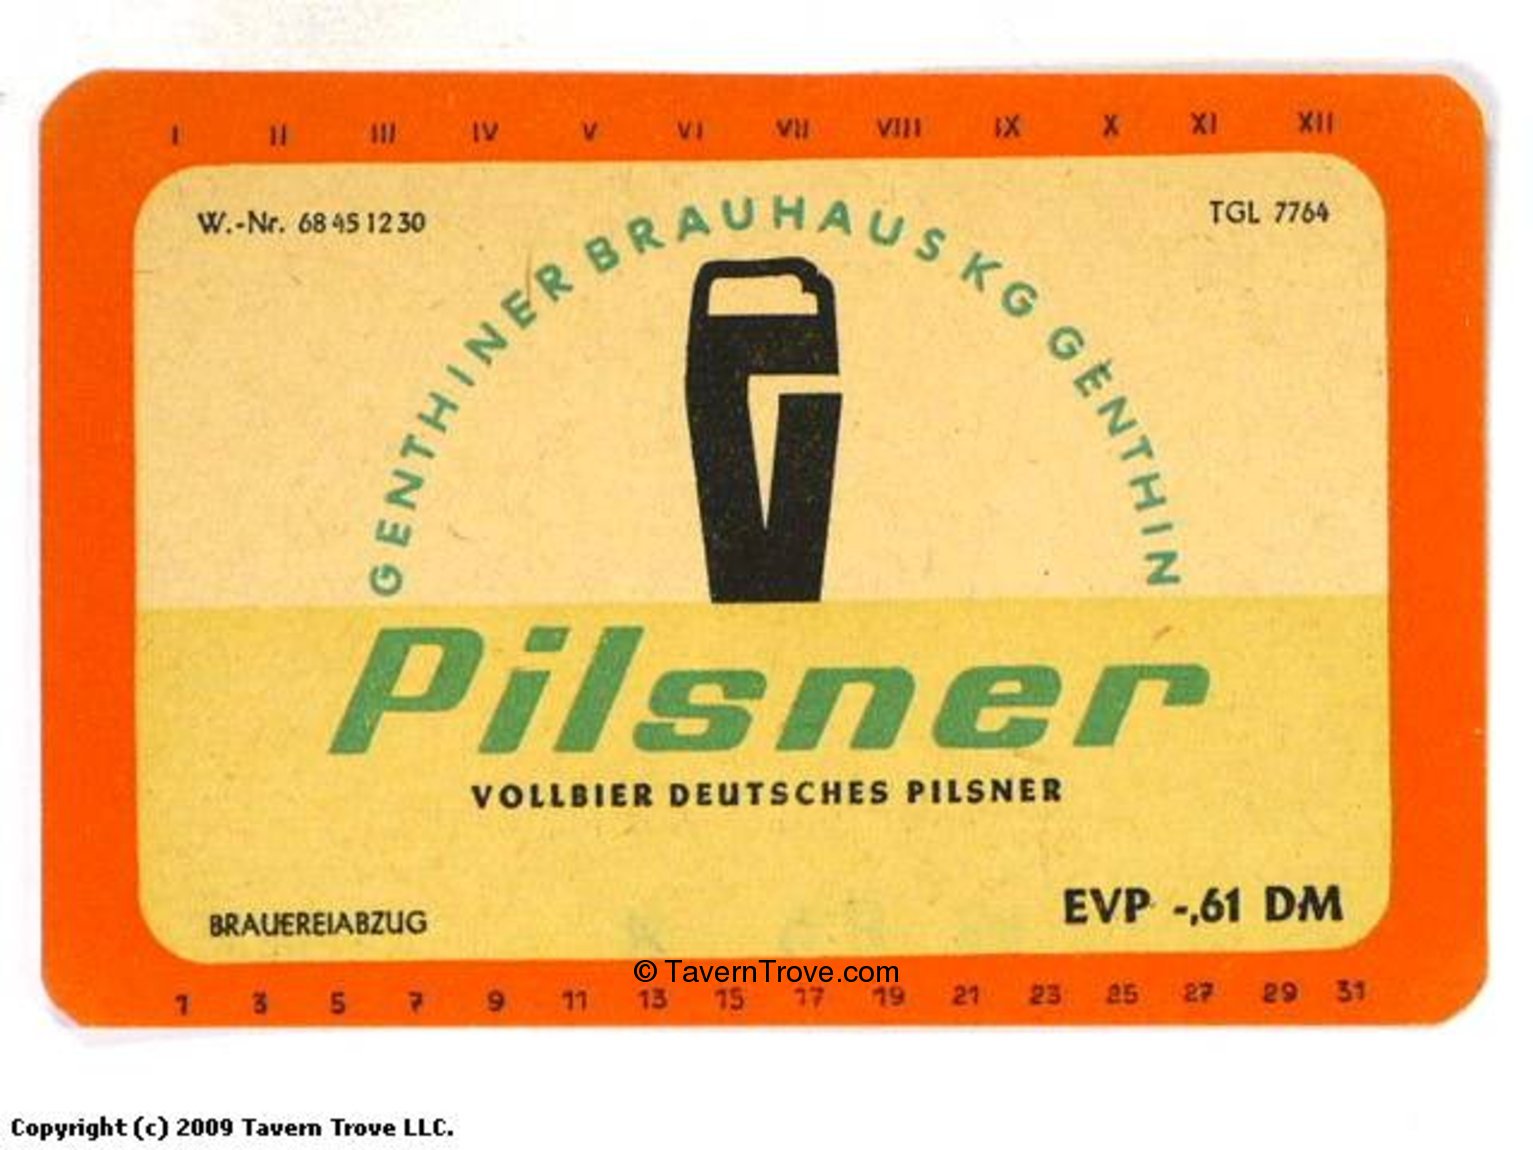 I II III IV V VI VII VIII IX X XI XII
W.-Nr. 68 45 12 30
TGL 7764
GENTHINER BRAUHAUS KG GENTHIN
Pilsner
VOLLBIER DEUTSCHES PILSNER
BRAUEREIABZUG
EVP -,61 DM
© TavernTrove.com
1 3 5 7 9 11 13 15 17 19 21 23 25 27 29 31
Copyright (c) 2009 Tavern Trove LLC.